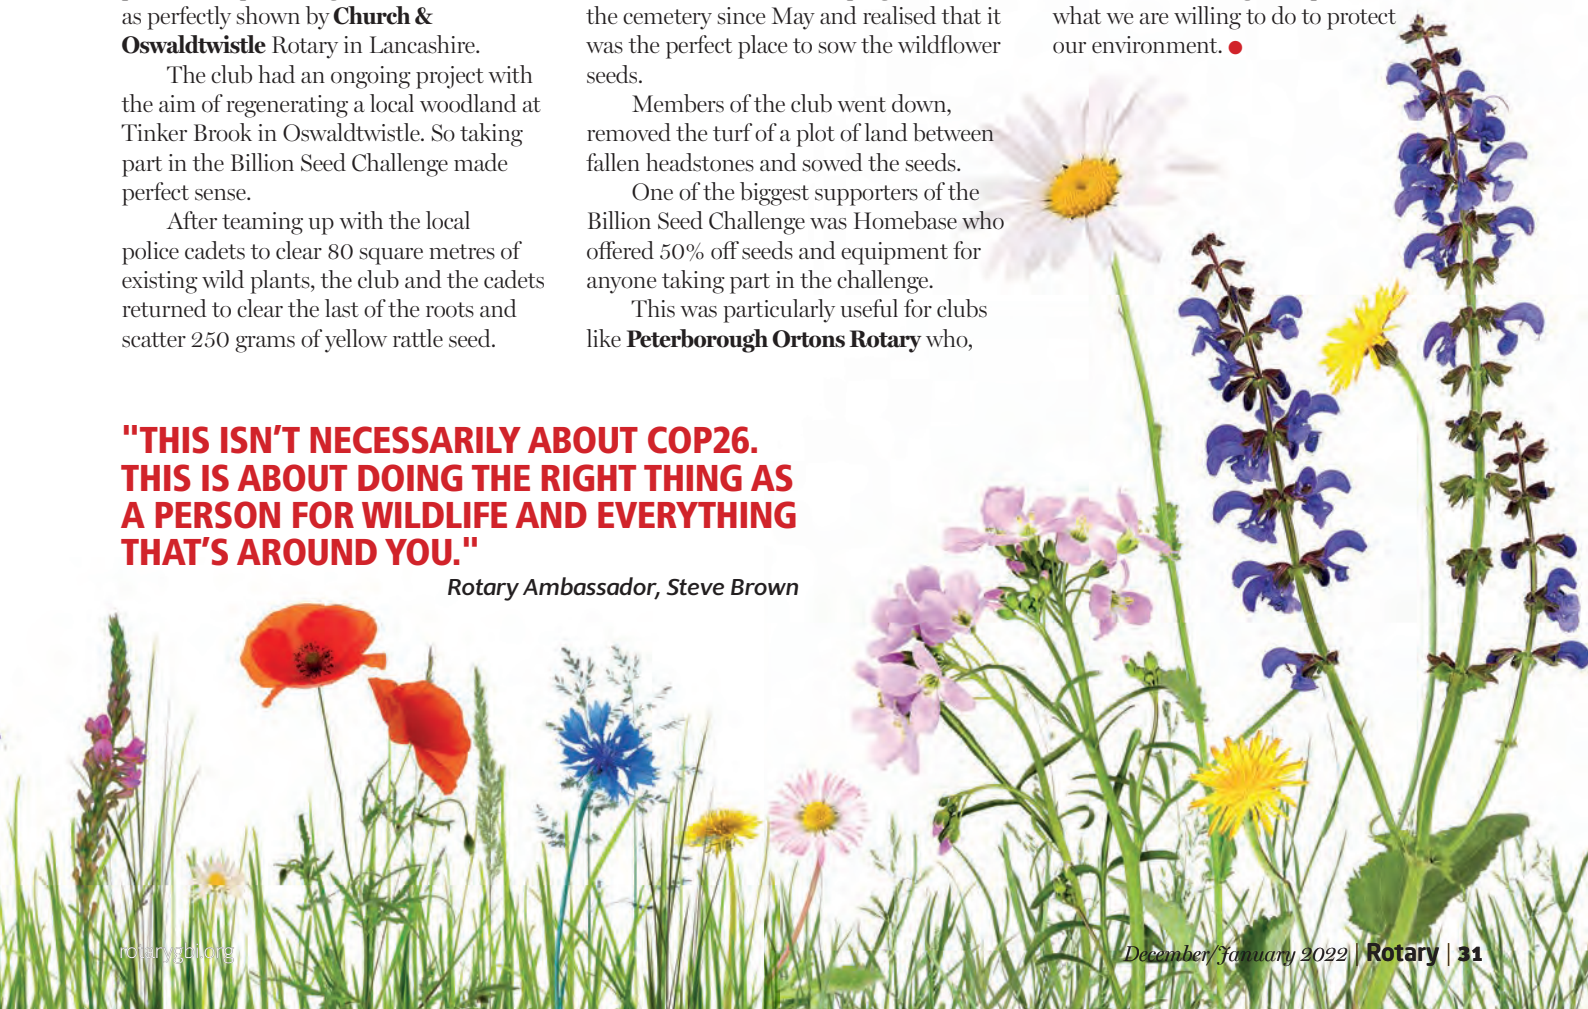 as perfectly shown by Church &
Oswaldtwistle Rotary in Lancashire.
The club had an ongoing project with
the aim of regenerating a local woodland at
Tinker Brook in Oswaldtwistle. So taking
part in the Billion Seed Challenge made
perfect sense.
After teaming up with the local
police cadets to clear 80 square metres of
existing wild plants, the club and the cadets
returned to clear the last of the roots and
scatter 250 grams of yellow rattle seed.
the cemetery since May and realised that it
was the perfect place to sow the wildflower
seeds.
Members of the club went down,
removed the turf of a plot of land between
fallen headstones and sowed the seeds.
One of the biggest supporters of the
Billion Seed Challenge was Homebase who
offered 50% off seeds and equipment for
anyone taking part in the challenge.
This was particularly useful for clubs
like Peterborough Ortons Rotary who,
what we are willing to do to protect
our environment. ●
"THIS ISN'T NECESSARILY ABOUT COP26.
THIS IS ABOUT DOING THE RIGHT THING AS
A PERSON FOR WILDLIFE AND EVERYTHING
THAT'S AROUND YOU."
Rotary Ambassador, Steve Brown
rotarygbi.org
December/January 2022 | Rotary | 31